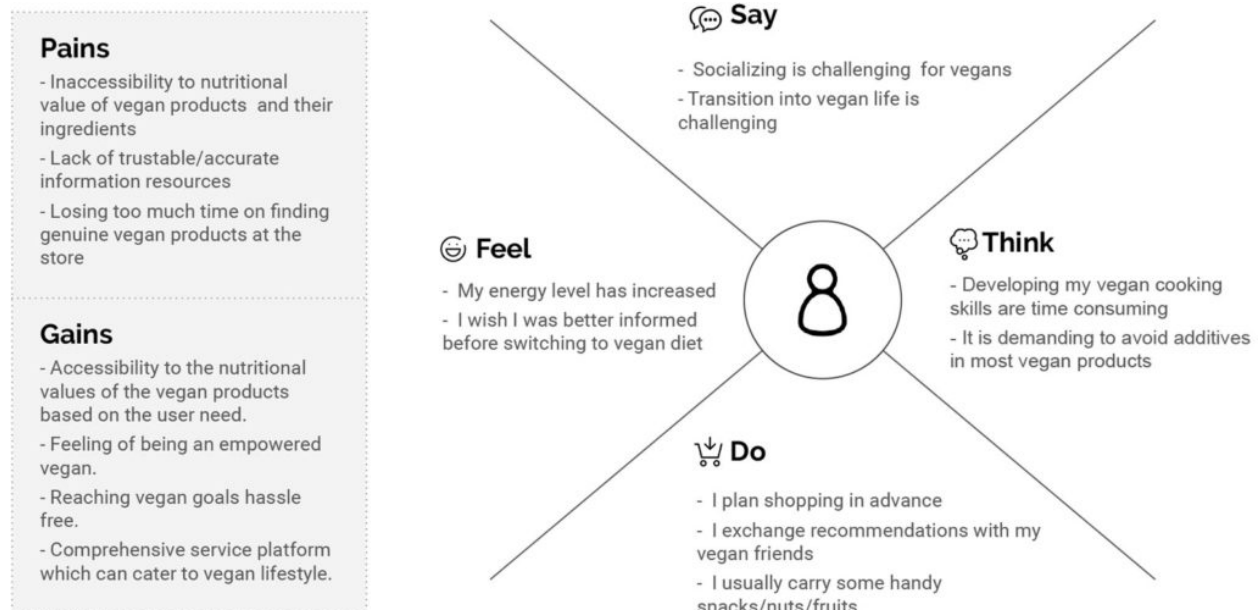 Pains
- Inaccessibility to nutritional
value of vegan products and their
ingredients
- Lack of trustable/accurate
information resources
- Losing too much time on finding
genuine vegan products at the
store
Gains
- Accessibility to the nutritional
values of the vegan products
based on the user need.
- Feeling of being an empowered
vegan.
- Reaching vegan goals hassle
free.
- Comprehensive service platform
which can cater to vegan lifestyle.
Say
- Socializing is challenging for vegans
- Transition into vegan life is
challenging
Feel
- My energy level has increased
- I wish I was better informed
before switching to vegan diet
Think
- Developing my vegan cooking
skills are time consuming
- It is demanding to avoid additives
in most vegan products
Do
- I plan shopping in advance
- I exchange recommendations with my
vegan friends
- I usually carry some handy
snacks/nuts/fruits